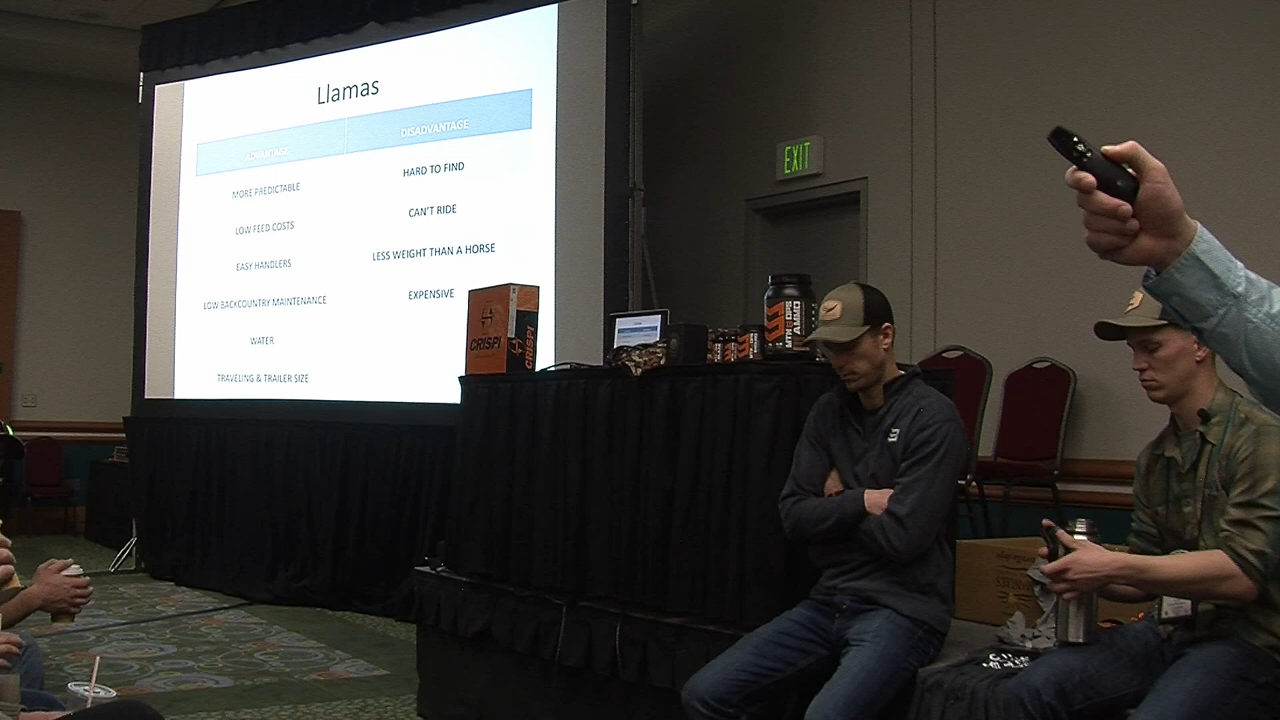 Llamas
ADVANTAGE
DISADVANTAGE
MORE PREDICTABLE
HARD TO FIND
LOW FEED COSTS
CAN'T RIDE
EASY HANDLERS
LESS WEIGHT THAN A HORSE
LOW BACKCOUNTRY MAINTENANCE
EXPENSIVE
WATER
TRAVELING & TRAILER SIZE
CRISPI
CRISPI
EXIT
MTN OPS
AMMO